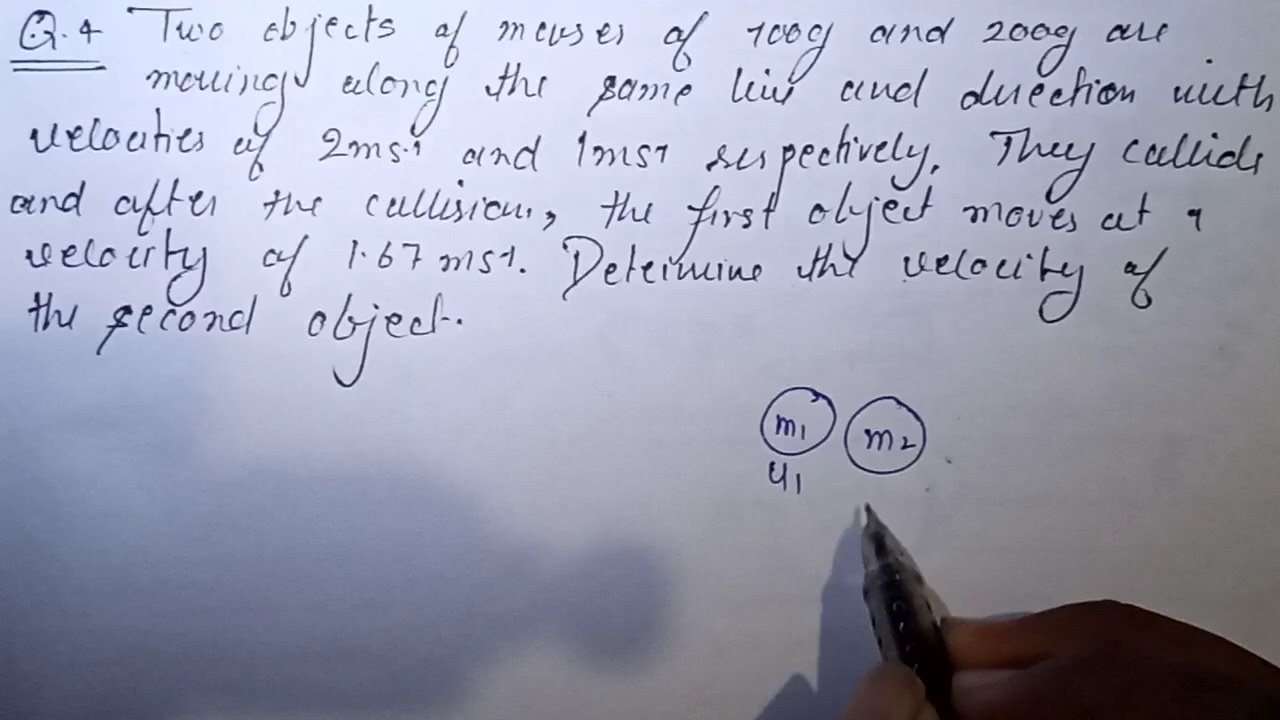 Q.4 Two objects of masses of 100g and 200g are
moving along the same line and direction with
velocities of 2ms-1 and 1ms-1 respectively. They collide
and after the collision, the first object moves at a
velocity of 1.67 ms-1. Determine the velocity of
the second object.
m1 m2
u1